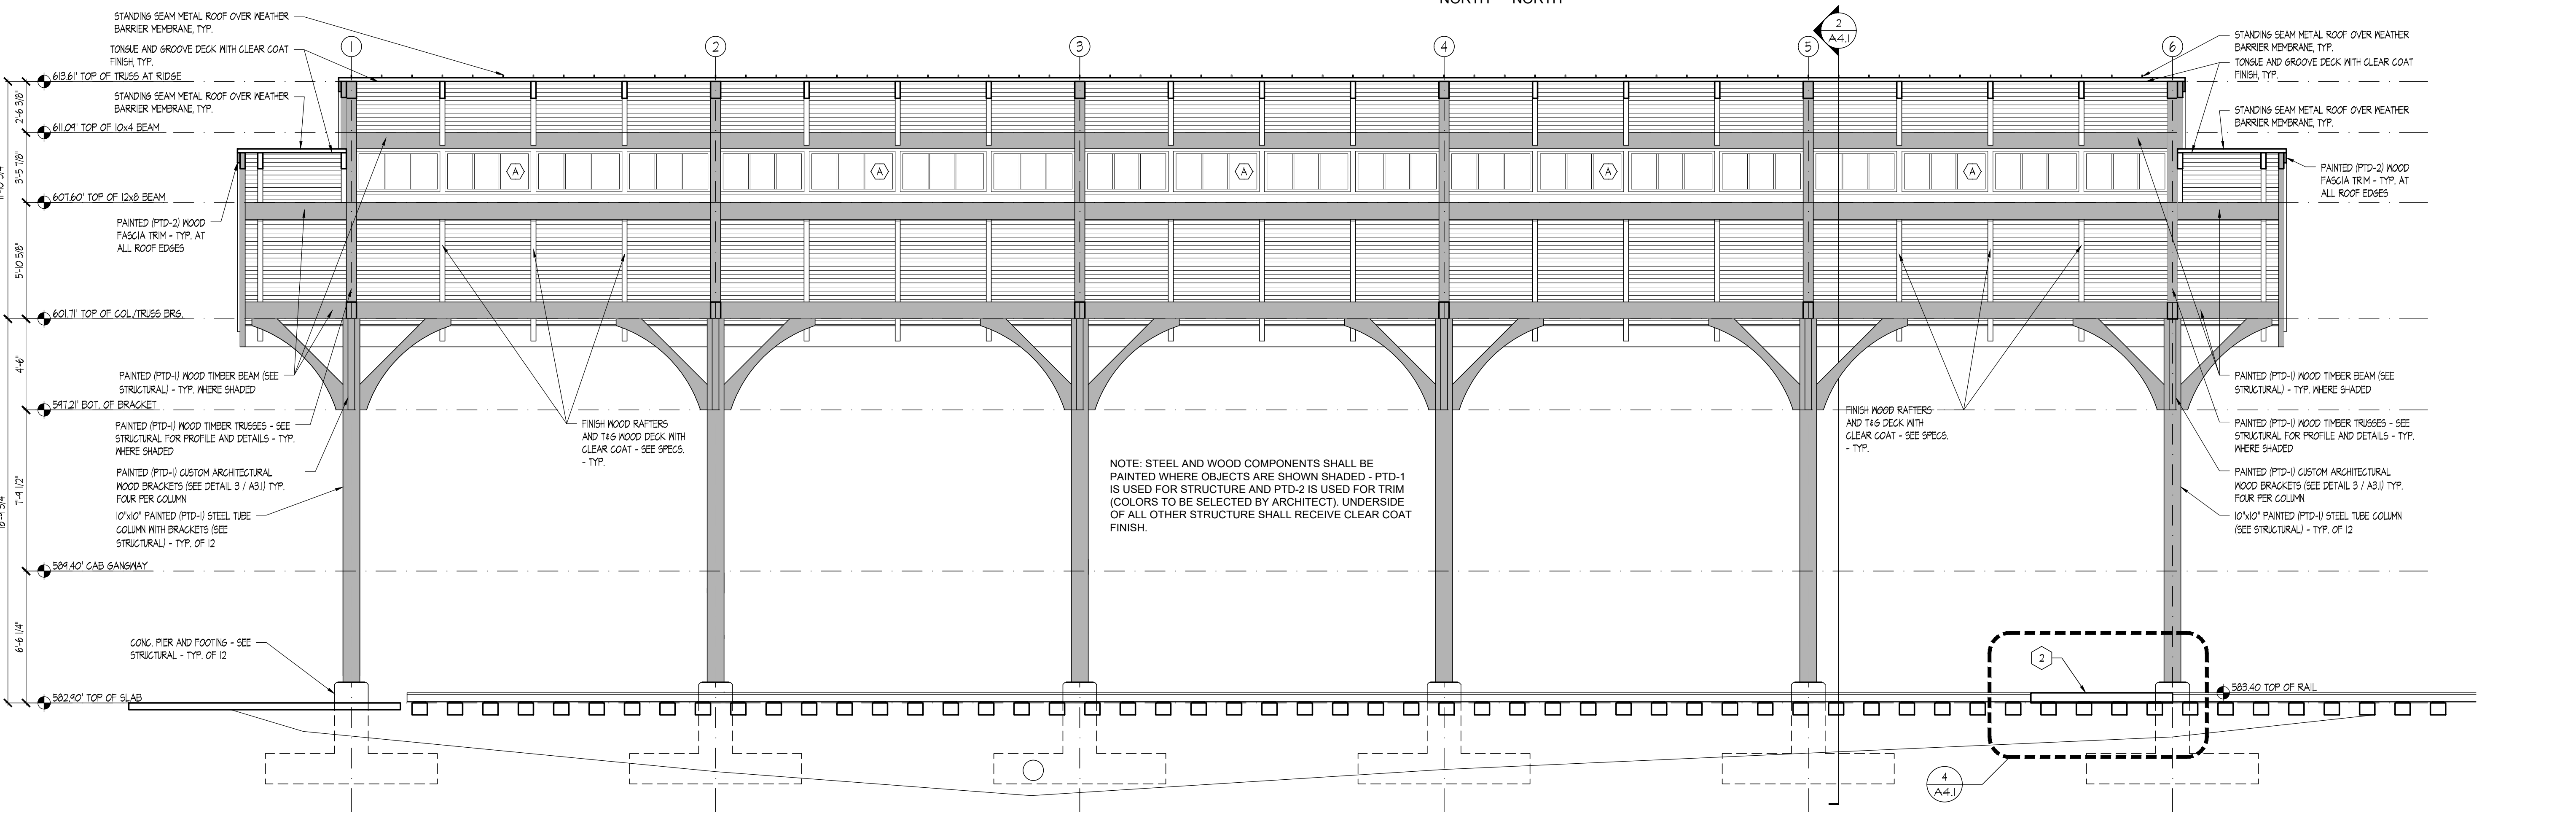 NORTH NORTH
2
A4.1
1
2
3
4
5
6
STANDING SEAM METAL ROOF OVER WEATHER
BARRIER MEMBRANE, TYP.
TONGUE AND GROOVE DECK WITH CLEAR COAT
FINISH, TYP.
613.61' TOP OF TRUSS AT RIDGE
STANDING SEAM METAL ROOF OVER WEATHER
BARRIER MEMBRANE, TYP.
611.09' TOP OF 10x4 BEAM
607.60' TOP OF 12x8 BEAM
PAINTED (PTD-2) WOOD
FASCIA TRIM - TYP. AT
ALL ROOF EDGES
601.71' TOP OF COL./TRUSS BRG.
PAINTED (PTD-1) WOOD TIMBER BEAM (SEE
STRUCTURAL) - TYP. WHERE SHADED
597.21' BOT. OF BRACKET
PAINTED (PTD-1) WOOD TIMBER TRUSSES - SEE
STRUCTURAL FOR PROFILE AND DETAILS - TYP.
WHERE SHADED
PAINTED (PTD-1) CUSTOM ARCHITECTURAL
WOOD BRACKETS (SEE DETAIL 3 / A3.1) TYP.
FOUR PER COLUMN
10"x10" PAINTED (PTD-1) STEEL TUBE
COLUMN WITH BRACKETS (SEE
STRUCTURAL) - TYP. OF 12
589.40' CAB GANGWAY
CONC. PIER AND FOOTING - SEE
STRUCTURAL - TYP. OF 12
582.90' TOP OF SLAB
2'-6 3/8"
3'-5 7/8"
5'-10 5/8"
4'-6"
7'-9 1/2"
6'-6 1/4"
A
A
A
A
A
FINISH WOOD RAFTERS
AND T&G WOOD DECK WITH
CLEAR COAT - SEE SPECS.
- TYP.
NOTE: STEEL AND WOOD COMPONENTS SHALL BE
PAINTED WHERE OBJECTS ARE SHOWN SHADED - PTD-1
IS USED FOR STRUCTURE AND PTD-2 IS USED FOR TRIM
(COLORS TO BE SELECTED BY ARCHITECT). UNDERSIDE
OF ALL OTHER STRUCTURE SHALL RECEIVE CLEAR COAT
FINISH.
FINISH WOOD RAFTERS
AND T&G DECK WITH
CLEAR COAT - SEE SPECS.
- TYP.
STANDING SEAM METAL ROOF OVER WEATHER
BARRIER MEMBRANE, TYP.
TONGUE AND GROOVE DECK WITH CLEAR COAT
FINISH, TYP.
STANDING SEAM METAL ROOF OVER WEATHER
BARRIER MEMBRANE, TYP.
PAINTED (PTD-2) WOOD
FASCIA TRIM - TYP. AT
ALL ROOF EDGES
PAINTED (PTD-1) WOOD TIMBER BEAM (SEE
STRUCTURAL) - TYP. WHERE SHADED
PAINTED (PTD-1) WOOD TIMBER TRUSSES - SEE
STRUCTURAL FOR PROFILE AND DETAILS - TYP.
WHERE SHADED
PAINTED (PTD-1) CUSTOM ARCHITECTURAL
WOOD BRACKETS (SEE DETAIL 3 / A3.1) TYP.
FOUR PER COLUMN
10"x10" PAINTED (PTD-1) STEEL TUBE COLUMN
(SEE STRUCTURAL) - TYP. OF 12
2
583.40 TOP OF RAIL
4
A4.1